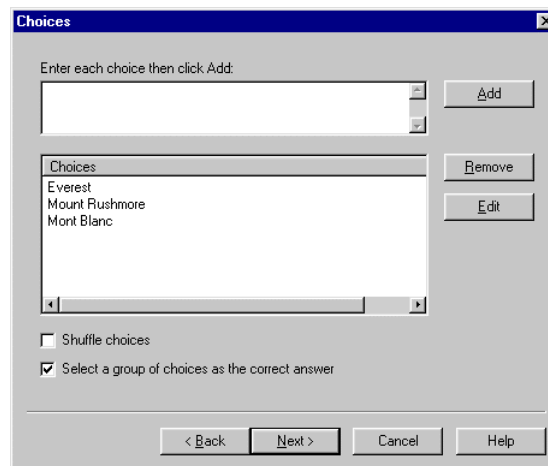 Choices
Enter each choice then click Add:
Add
Choices
Everest
Mount Rushmore
Mont Blanc
Remove
Edit
Shuffle choices
Select a group of choices as the correct answer
< Back
Next >
Cancel
Help